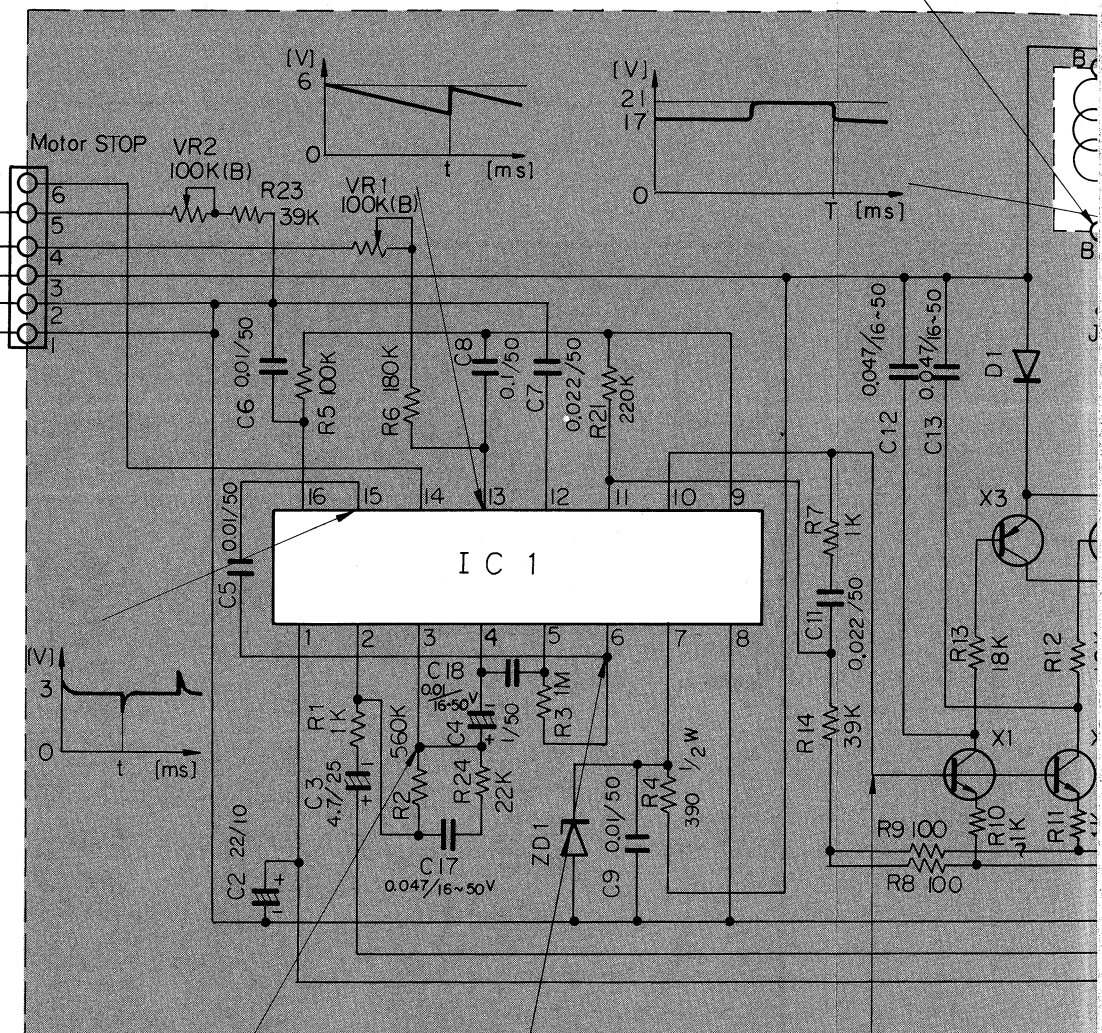 [V]
6
0
t
[ms]
[V]
21
17
0
T
[ms]
B
B
Motor STOP
VR2
100K(B)
R23
39K
VR1
100K(B)
6
5
4
3
2
1
C6
0.01/50
R5 100K
R6 180K
C8
0.1/50
C7
0.022/50
R21
220K
0.047/16~50
C12
0.047/16~50
C13
D1
16
15
14
13
12
11
10
9
X3
R7
1K
IC 1
C5
0.01/50
C11
0.022/50
1
2
3
4
5
6
7
8
R13
18K
R12
[V]
3
0
t
[ms]
C18
0.01/16-50V
R1
1K
560K
C4
1/50
R3 1M
R14
39K
X1
C3
4.7/25
R2
R24
22K
1/2W
R4
390
ZD1
0.01/50
C9
R10
1K
R11
C2
22/10
C17
0.047/16~50V
R9 100
R8 100